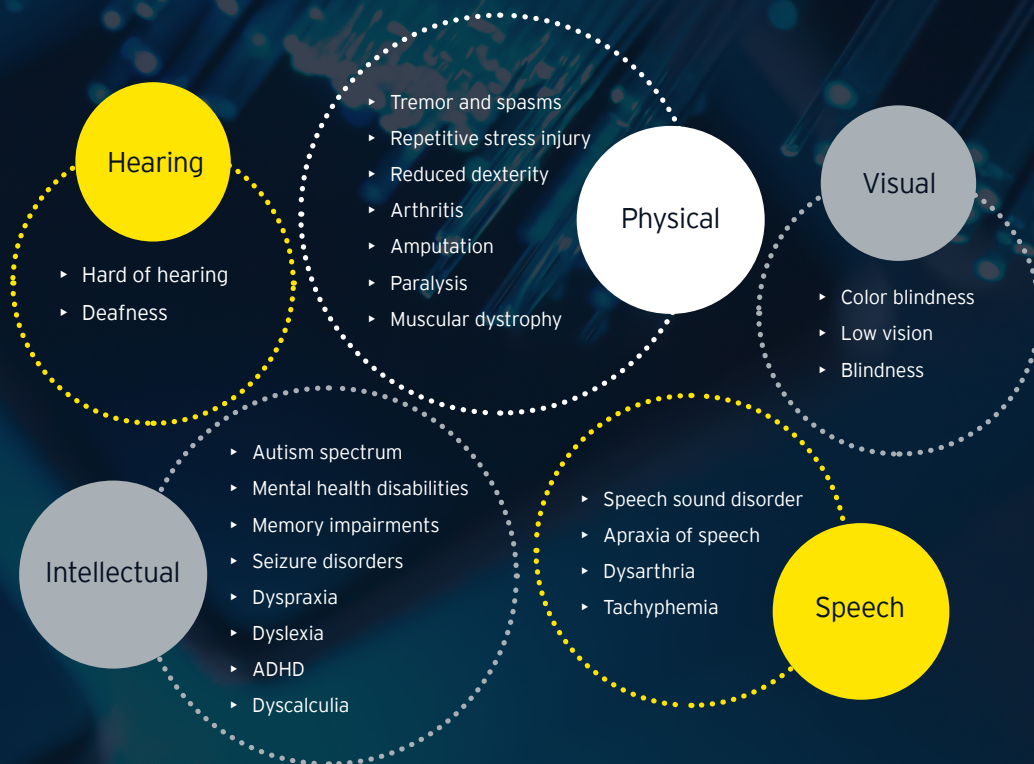 Hearing
Hard of hearing
Deafness
Tremor and spasms
Repetitive stress injury
Reduced dexterity
Arthritis
Amputation
Paralysis
Muscular dystrophy
Physical
Visual
Color blindness
Low vision
Blindness
Intellectual
Autism spectrum
Mental health disabilities
Memory impairments
Seizure disorders
Dyspraxia
Dyslexia
ADHD
Dyscalculia
Speech sound disorder
Apraxia of speech
Dysarthria
Tachyphemia
Speech